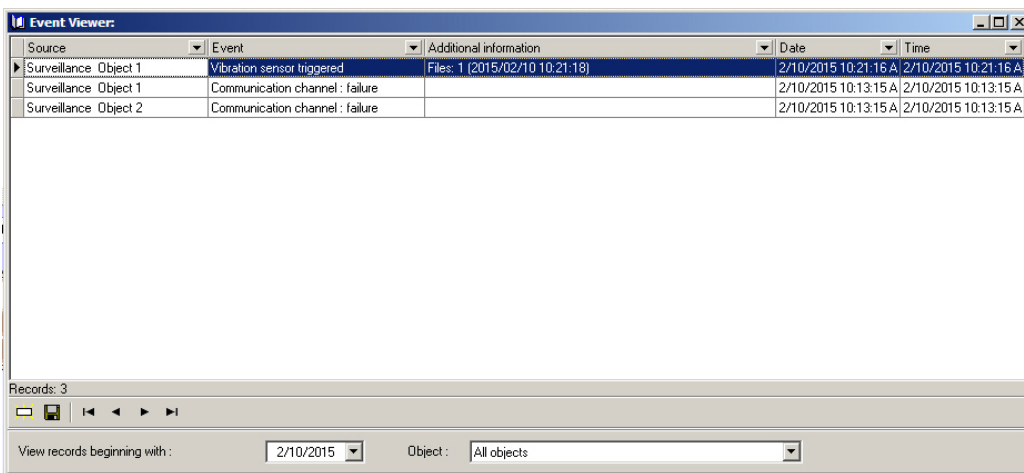 Event Viewer:
Source Event Additional information Date Time
Surveillance Object 1 Vibration sensor triggered Files: 1 (2015/02/10 10:21:18) 2/10/2015 10:21:16 A 2/10/2015 10:21:16 A
Surveillance Object 1 Communication channel : failure 2/10/2015 10:13:15 A 2/10/2015 10:13:15 A
Surveillance Object 2 Communication channel : failure 2/10/2015 10:13:15 A 2/10/2015 10:13:15 A
Records: 3
View records beginning with : 2/10/2015 Object : All objects